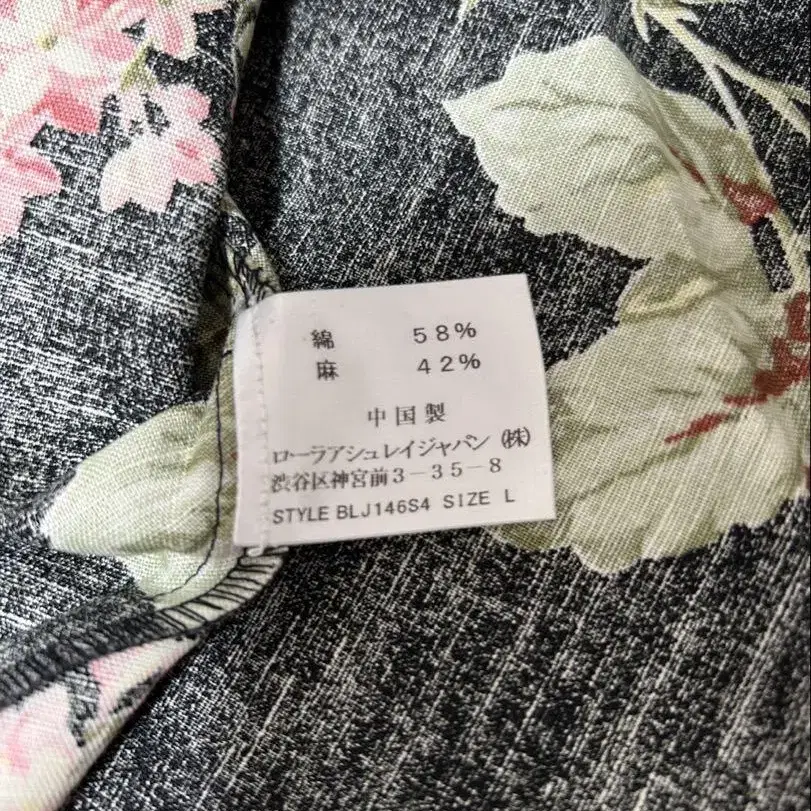 綿 58%
麻 42%
中国製
ローラアシュレイジャパン㈱
渋谷区神宮前3-35-8
STYLE BLJ146S4 SIZE L